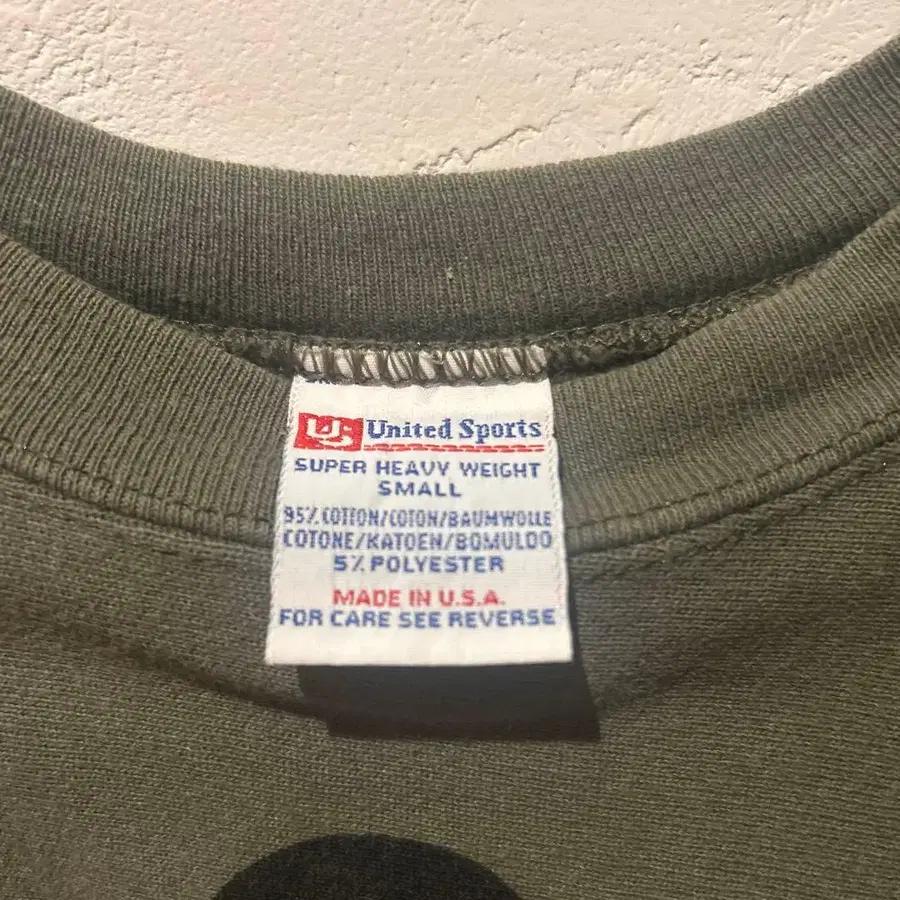 US United Sports
SUPER HEAVY WEIGHT
SMALL
95% COTTON/COTON/BAUMWOLLE
COTONE/KATOEN/BOMULDO
5% POLYESTER
MADE IN U.S.A.
FOR CARE SEE REVERSE